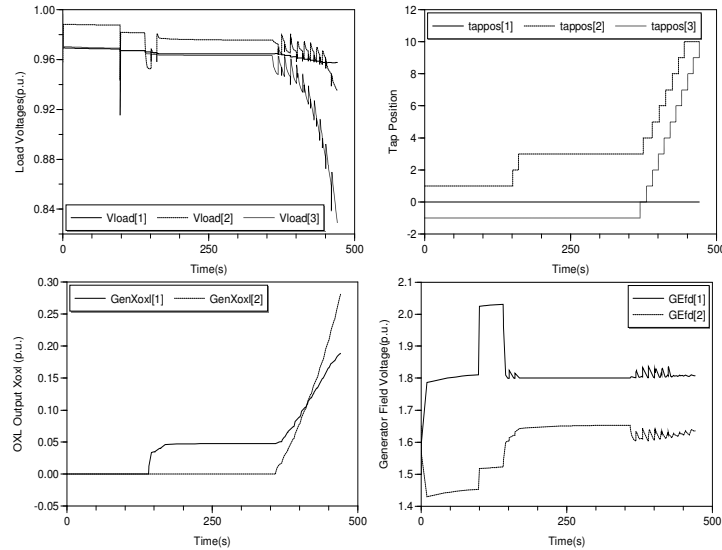 Load Voltages(p.u.)
1.00
0.96
0.92
0.88
0.84
Vload[1]
Vload[2]
Vload[3]
0
250
500
Time(s)
Tap Position
12
10
8
6
4
2
0
-2
tappos[1]
tappos[2]
tappos[3]
0
250
500
Time(s)
OXL Output Xoxl (p.u.)
0.30
0.25
0.20
0.15
0.10
0.05
0.00
-0.05
GenXoxl[1]
GenXoxl[2]
0
250
500
Time(s)
Generator Field Voltage(p.u.)
2.1
2.0
1.9
1.8
1.7
1.6
1.5
1.4
GEfd[1]
GEfd[2]
0
250
500
Time(s)